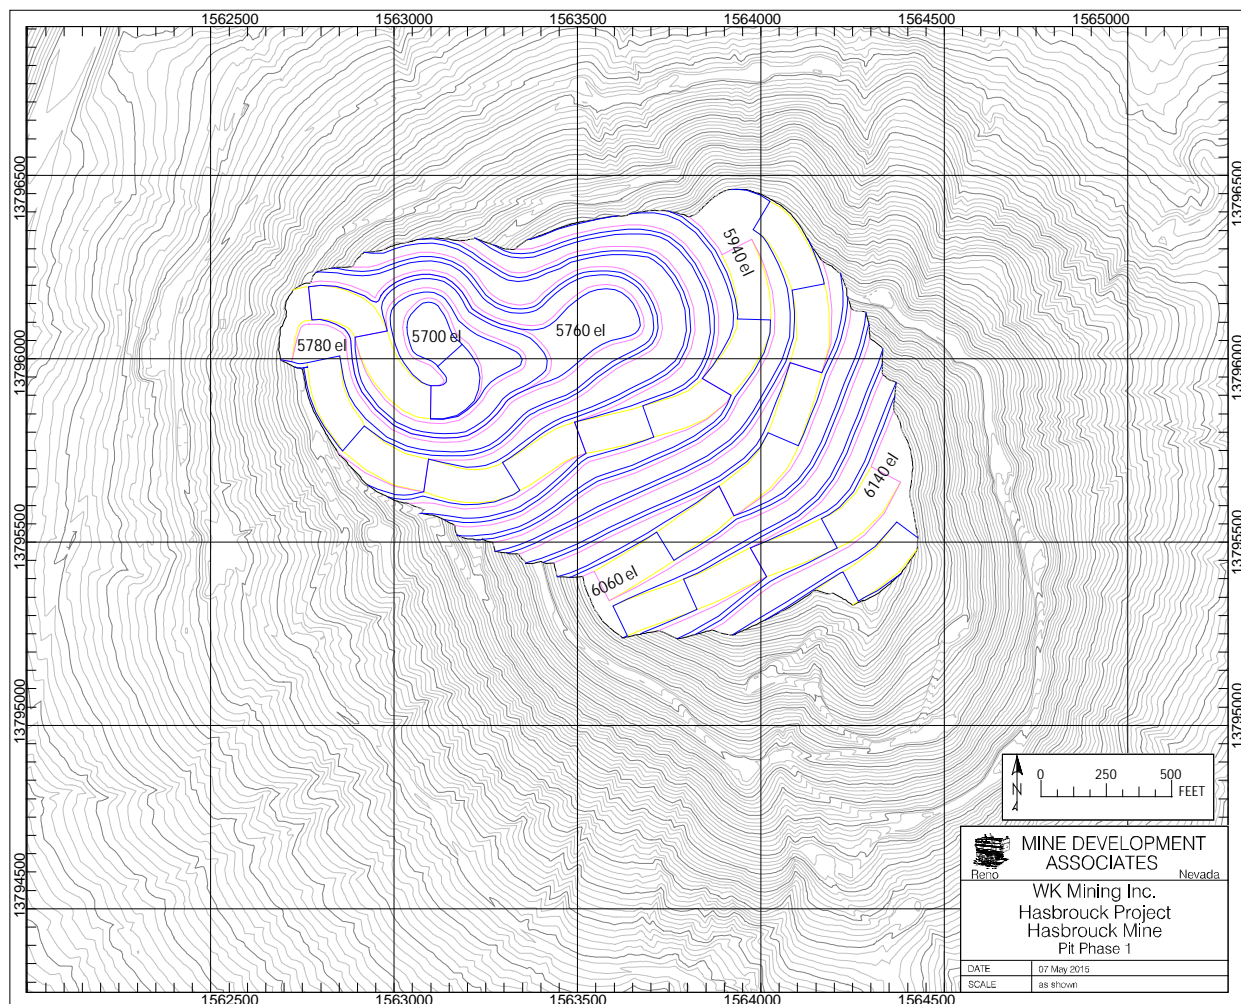 1562500 1563000 1563500 1564000 1564500 1565000
13796500 13796500
5940 el
5700 el 5760 el
5780 el
13796000 13796000
6140 el
13795500 13795500
6060 el
13795000 13795000
0 250 500
N FEET
MINE DEVELOPMENT
ASSOCIATES
Reno Nevada
13794500
WK Mining Inc.
Hasbrouck Project
Hasbrouck Mine
Pit Phase 1
DATE 07 May 2015
SCALE as shown
1562500 1563000 1563500 1564000 1564500